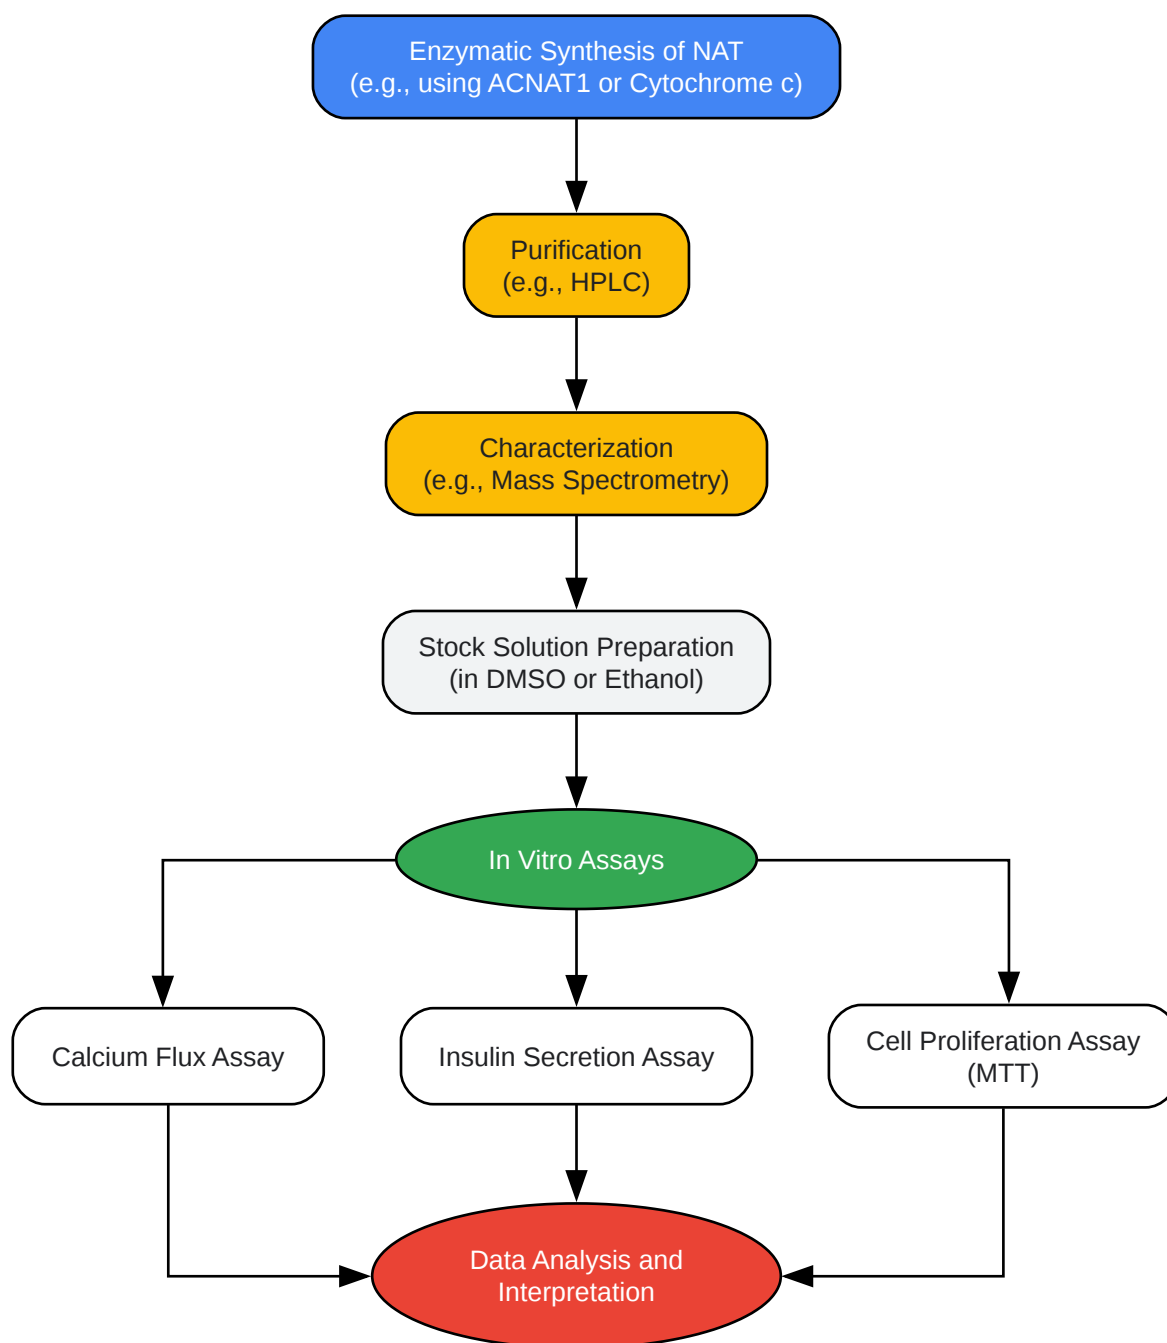 Enzymatic Synthesis of NAT
(e.g., using ACNAT1 or Cytochrome c)
Purification
(e.g., HPLC)
Characterization
(e.g., Mass Spectrometry)
Stock Solution Preparation
(in DMSO or Ethanol)
In Vitro Assays
Calcium Flux Assay
Insulin Secretion Assay
Cell Proliferation Assay
(MTT)
Data Analysis and
Interpretation